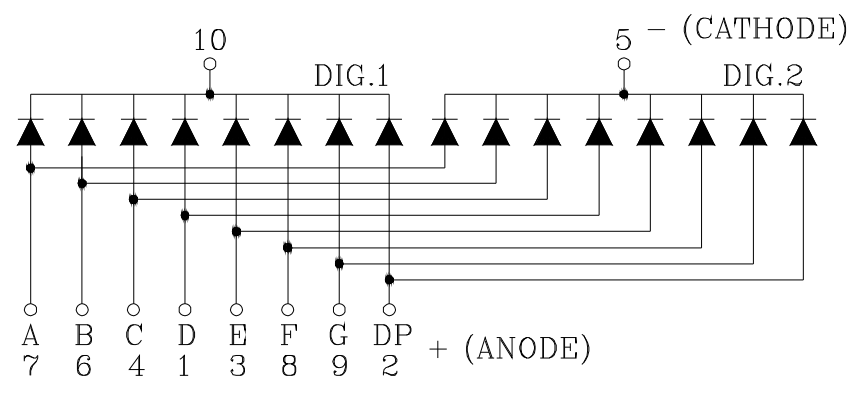 10
5 - (CATHODE)
DIG.1
DIG.2
A B C D E F G DP
7 6 4 1 3 8 9 2
+ (ANODE)